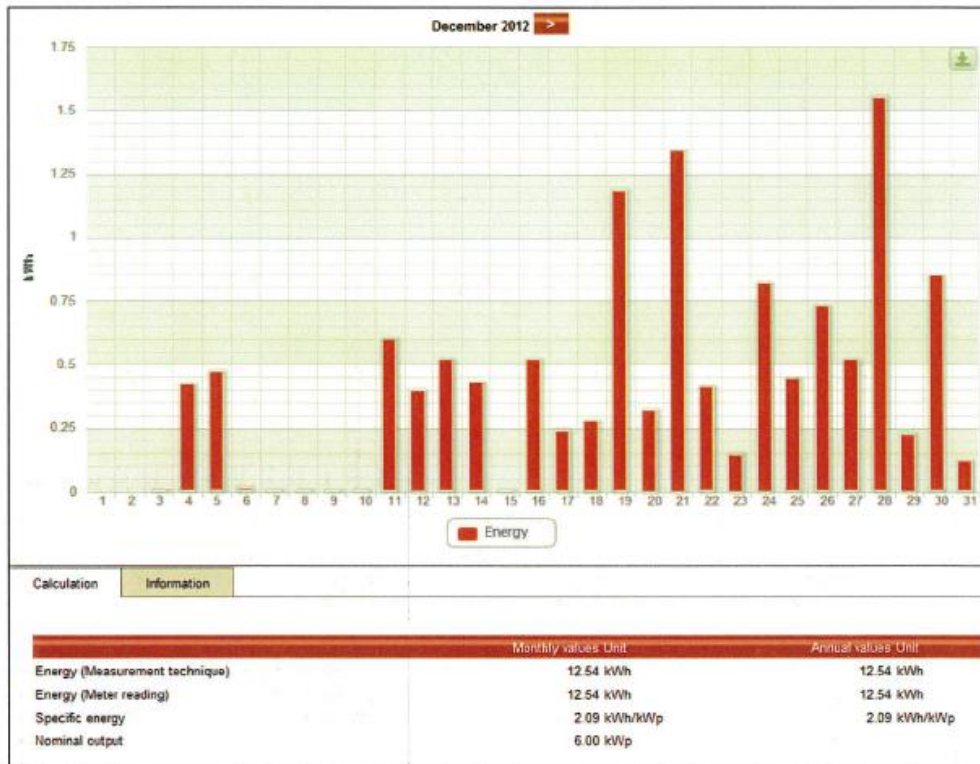 December 2012 >
1.75
1.5
1.25
1
0.75
0.5
0.25
0
kWh
1 2 3 4 5 6 7 8 9 10 11 12 13 14 15 16 17 18 19 20 21 22 23 24 25 26 27 28 29 30 31
Energy
Calculation Information
Monthly values Unit Annual values Unit
Energy (Measurement technique) 12.54 kWh 12.54 kWh
Energy (Meter reading) 12.54 kWh 12.54 kWh
Specific energy 2.09 kWh/kWp 2.09 kWh/kWp
Nominal output 6.00 kWp